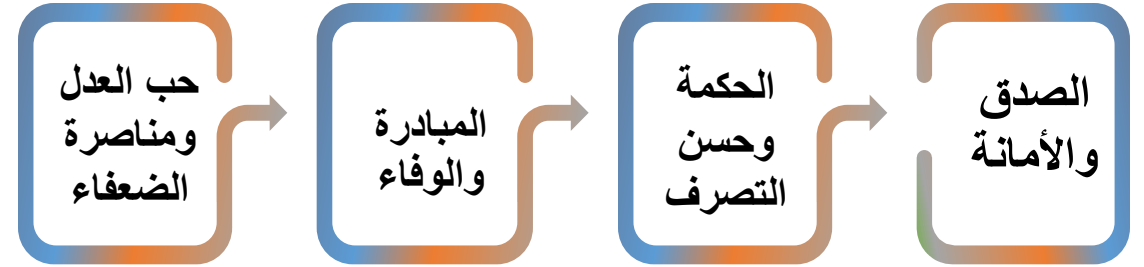 الصدق
والأمانة
الحكمة
وحسن
التصرف
المبادرة
والوفاء
حب العدل
ومناصرة
الضعفاء